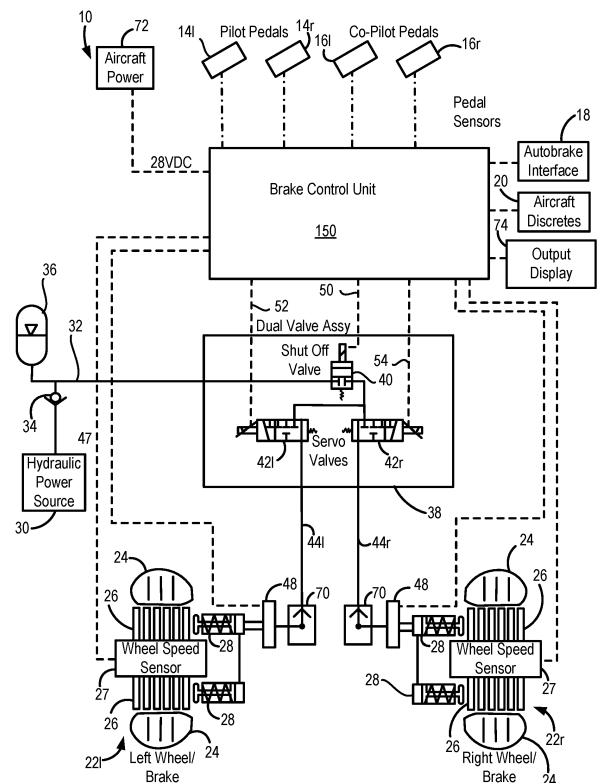 10
72
Aircraft
Power
14l
Pilot Pedals
14r
16l
Co-Pilot Pedals
16r
Pedal
Sensors
28VDC
Brake Control Unit
150
18
Autobrake
Interface
20
Aircraft
Discretes
74
Output
Display
36
32
34
47
Hydraulic
Power
Source
30
52
50
54
Dual Valve Assy
Shut Off
Valve
40
Servo
Valves
42l
42r
38
44l
44r
24
26
48
70
70
48
24
26
28
28
Wheel Speed
Sensor
27
Wheel Speed
Sensor
27
28
28
26
24
22l
Left Wheel/
Brake
26
22r
Right Wheel/
Brake
24